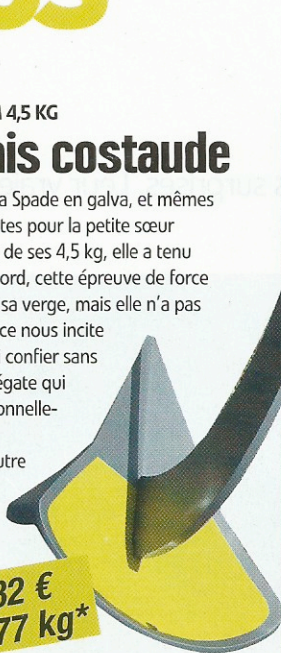 4,5 KG
is costaude
a Spade en galva, et mêmes
tes pour la petite sœur
de ses 4,5 kg, elle a tenu
ord, cette épreuve de force
sa verge, mais elle n'a pas
ce nous incite
confier sans
égate qui
onnelle-
utre
32 €
77 kg*